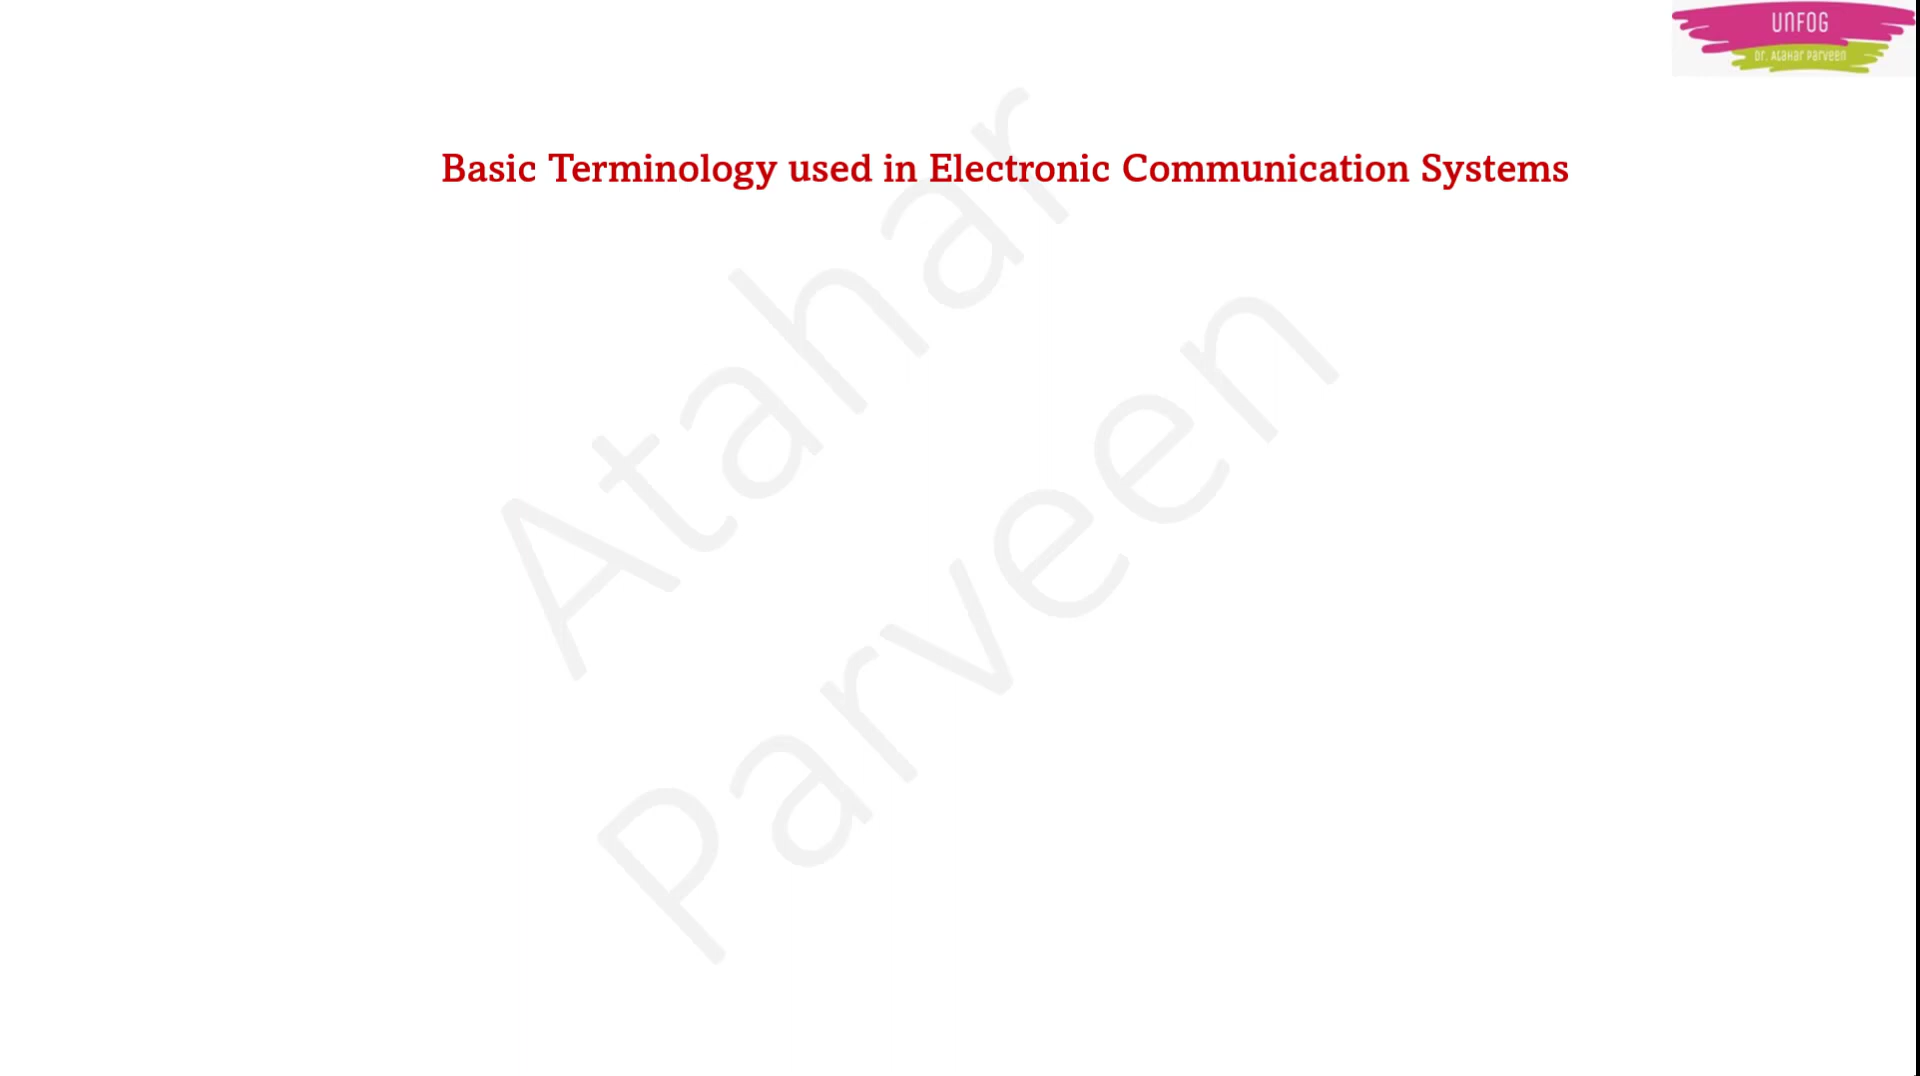 UNFOG
Dr. Atahar Parveen
Basic Terminology used in Electronic Communication Systems
Atahar
Parveen